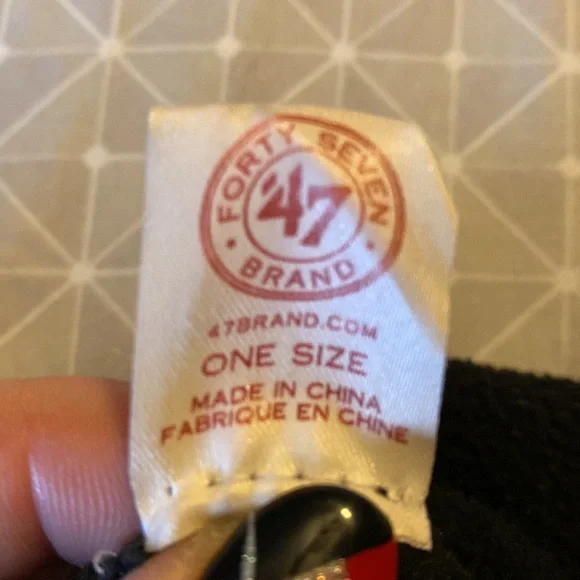 FORTY SEVEN
'47
BRAND
47BRAND.COM
ONE SIZE
MADE IN CHINA
FABRIQUE EN CHINE